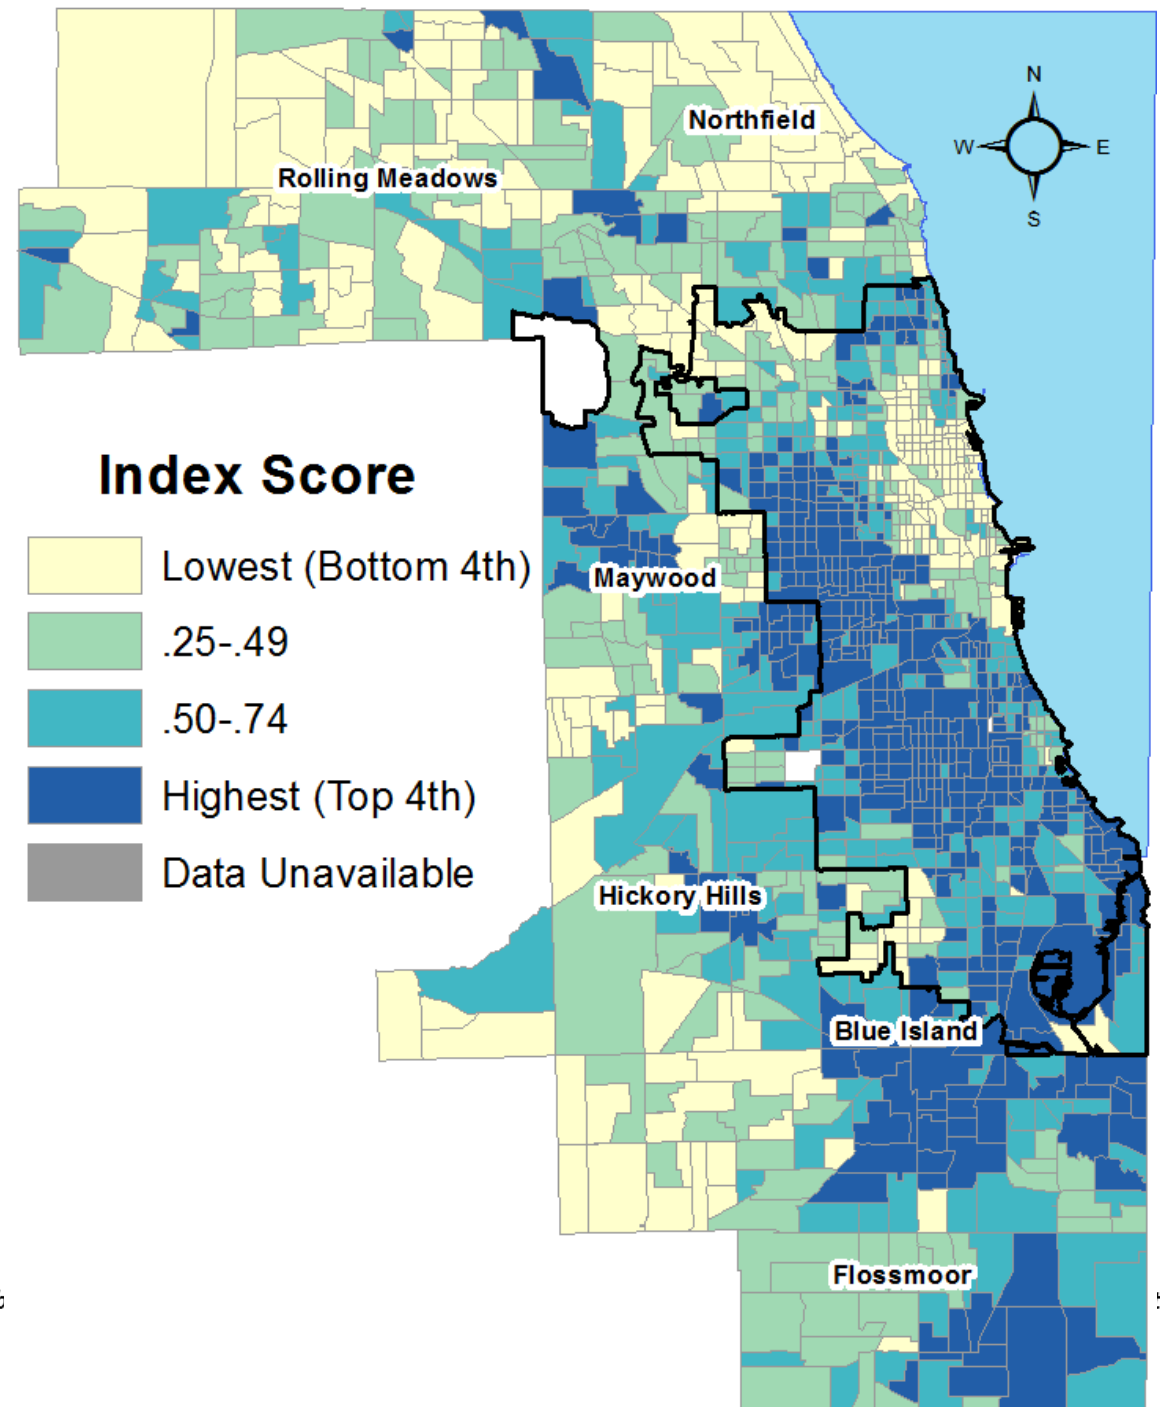 N
Northfield
W E
Rolling Meadows
S
Index Score
Lowest (Bottom 4th)
Maywood
.25-.49
.50-.74
Highest (Top 4th)
Data Unavailable
Hickory Hills
Blue Island
Flossmoor